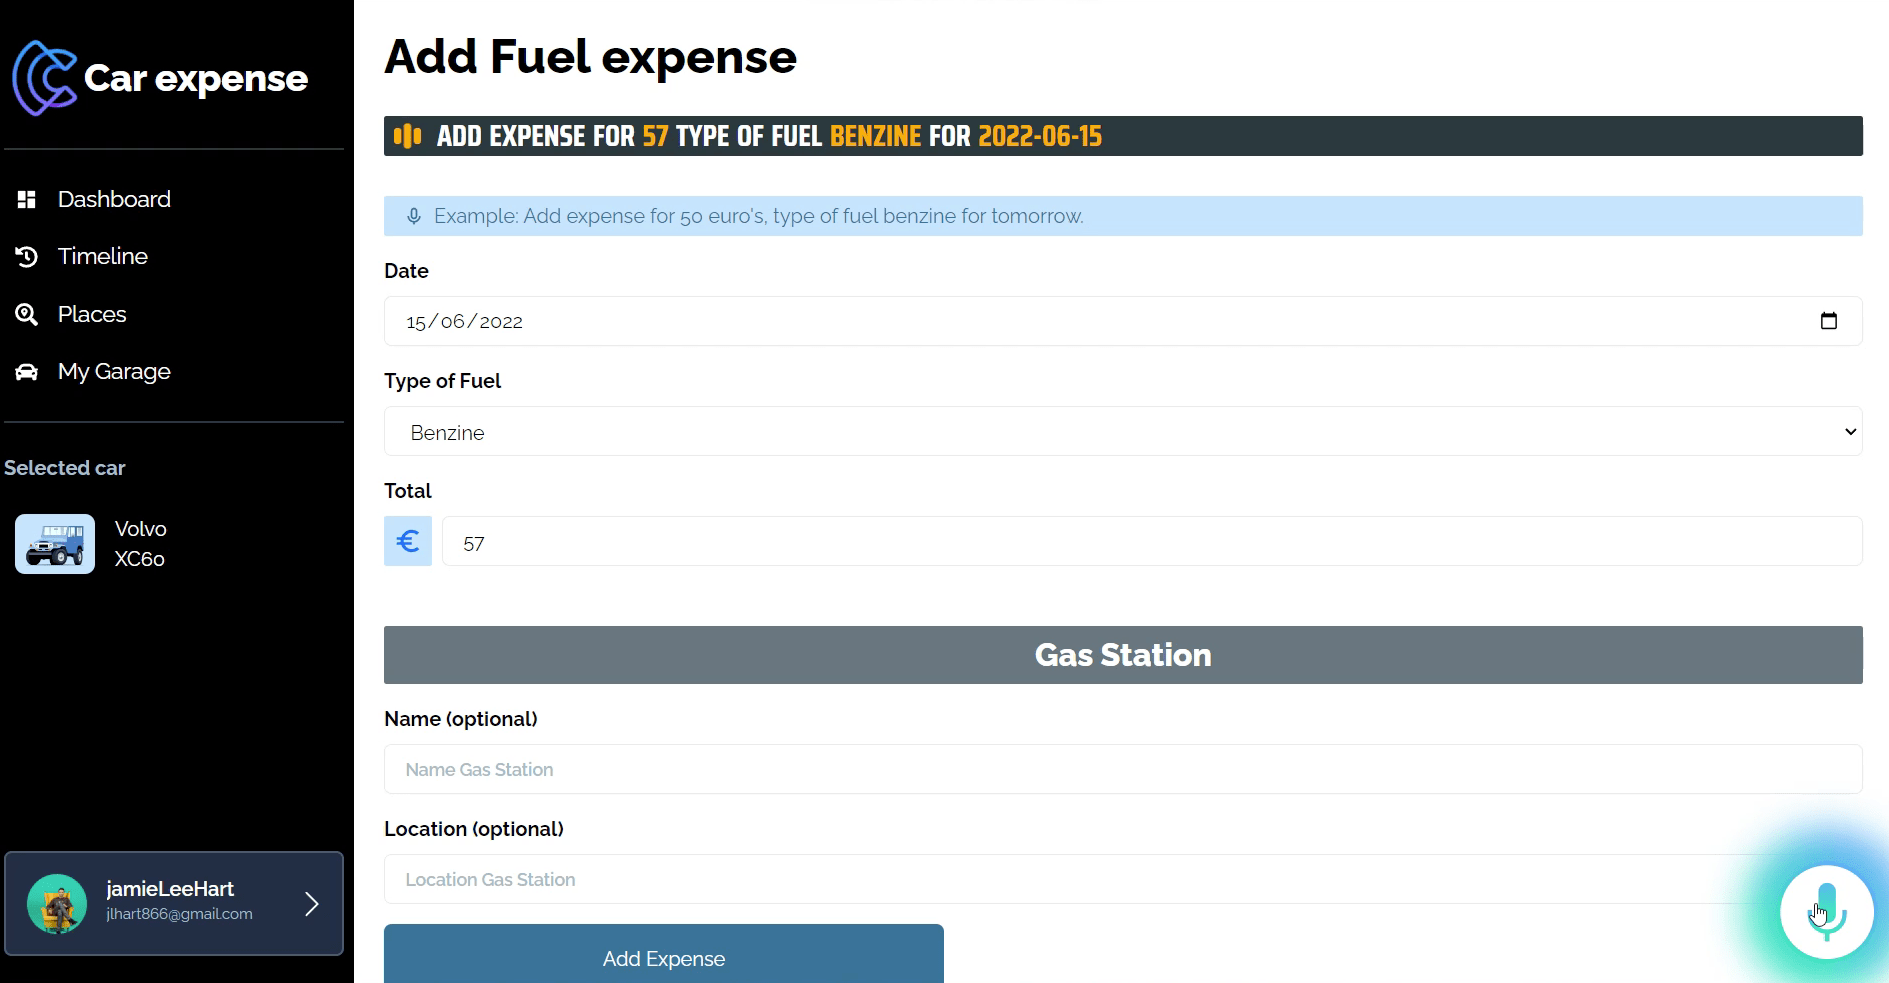 Car expense
Dashboard
Timeline
Places
My Garage
Selected car
Volvo
XC60
jamieLeeHart
jlhart866@gmail.com
Add Fuel expense
ADD EXPENSE FOR 57 TYPE OF FUEL BENZINE FOR 2022-06-15
Example: Add expense for 50 euro's, type of fuel benzine for tomorrow.
Date
15/06/2022
Type of Fuel
Benzine
Total
€ 57
Gas Station
Name (optional)
Name Gas Station
Location (optional)
Location Gas Station
Add Expense